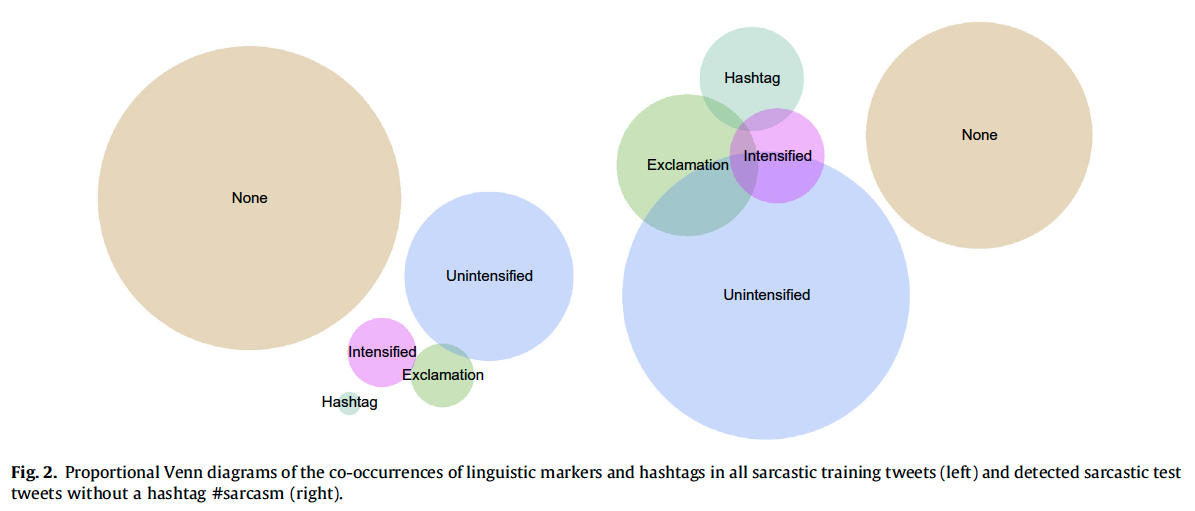 None
Unintensified
Intensified
Exclamation
Hashtag
Hashtag
Exclamation
Intensified
None
Unintensified
Fig. 2. Proportional Venn diagrams of the co-occurrences of linguistic markers and hashtags in all sarcastic training tweets (left) and detected sarcastic test
tweets without a hashtag #sarcasm (right).